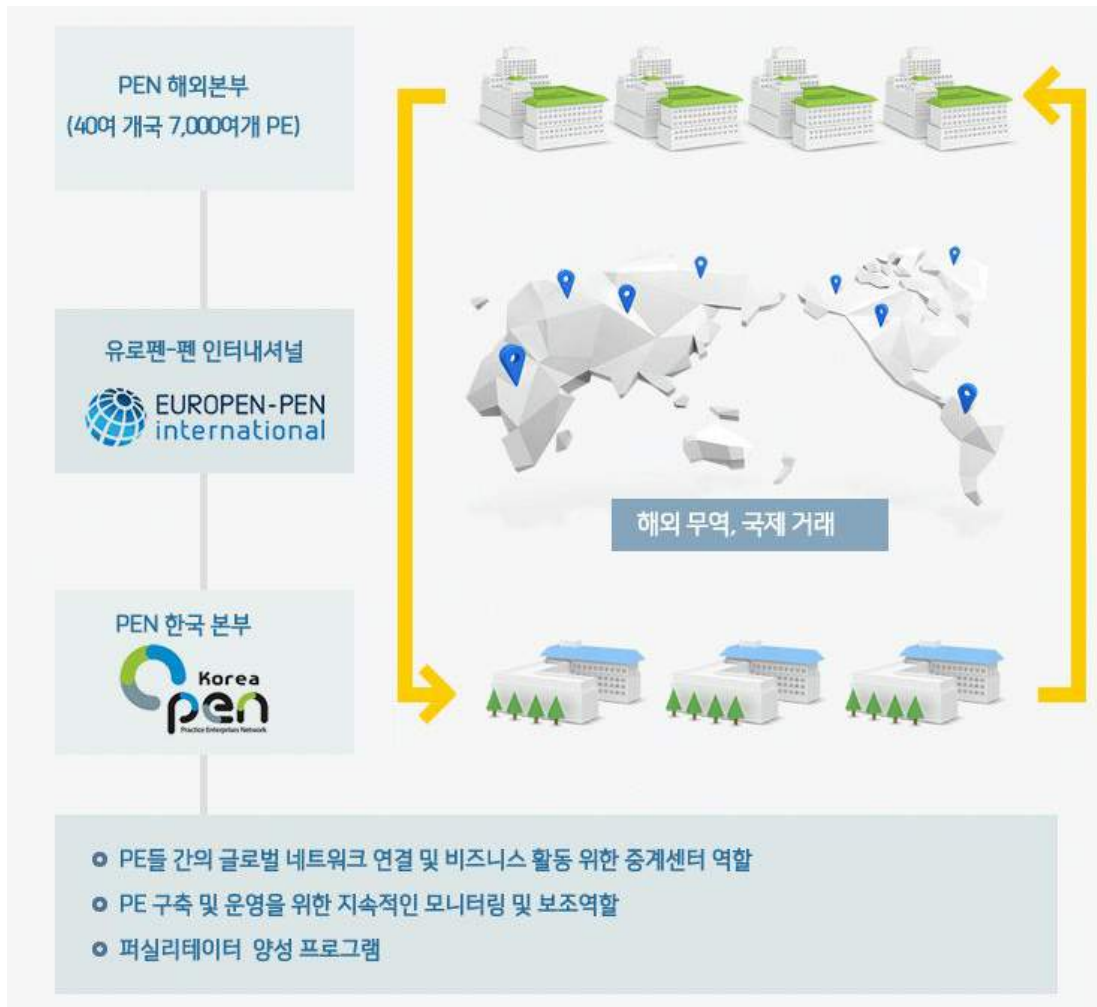 PEN 해외본부
(40여 개국 7,000여개 PE)
유로펜-펜 인터내셔널
EUROPEN-PEN
international
해외 무역, 국제 거래
PEN 한국 본부
Korea
Open
Practice Enterprises Network
PE들 간의 글로벌 네트워크 연결 및 비즈니스 활동 위한 중계센터 역할
PE 구축 및 운영을 위한 지속적인 모니터링 및 보조역할
퍼실리테이터 양성 프로그램